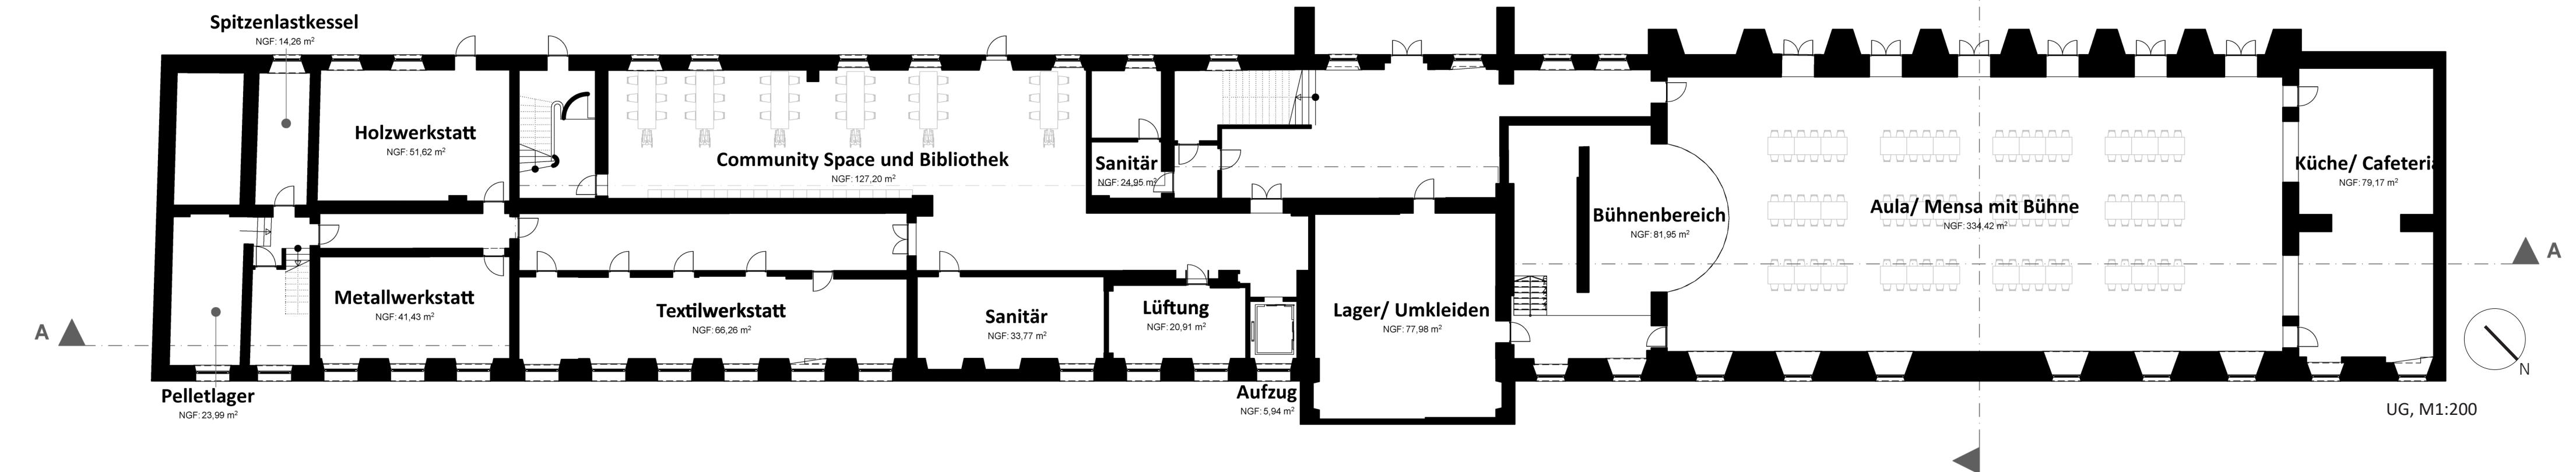 Spitzenlastkessel
NGF: 14,26 m²
Holzwerkstatt
NGF: 51,62 m²
Community Space und Bibliothek
NGF: 127,20 m²
Sanitär
NGF: 24,95 m²
Küche/ Cafeteria
NGF: 79,17 m²
Bühnenbereich
NGF: 81,95 m²
Aula/ Mensa mit Bühne
NGF: 334,42 m²
A
Metallwerkstatt
NGF: 41,43 m²
Textilwerkstatt
NGF: 66,26 m²
Sanitär
NGF: 33,77 m²
Lüftung
NGF: 20,91 m²
Lager/ Umkleiden
NGF: 77,98 m²
A
N
Pelletlager
NGF: 23,99 m²
Aufzug
NGF: 5,94 m²
UG, M1:200